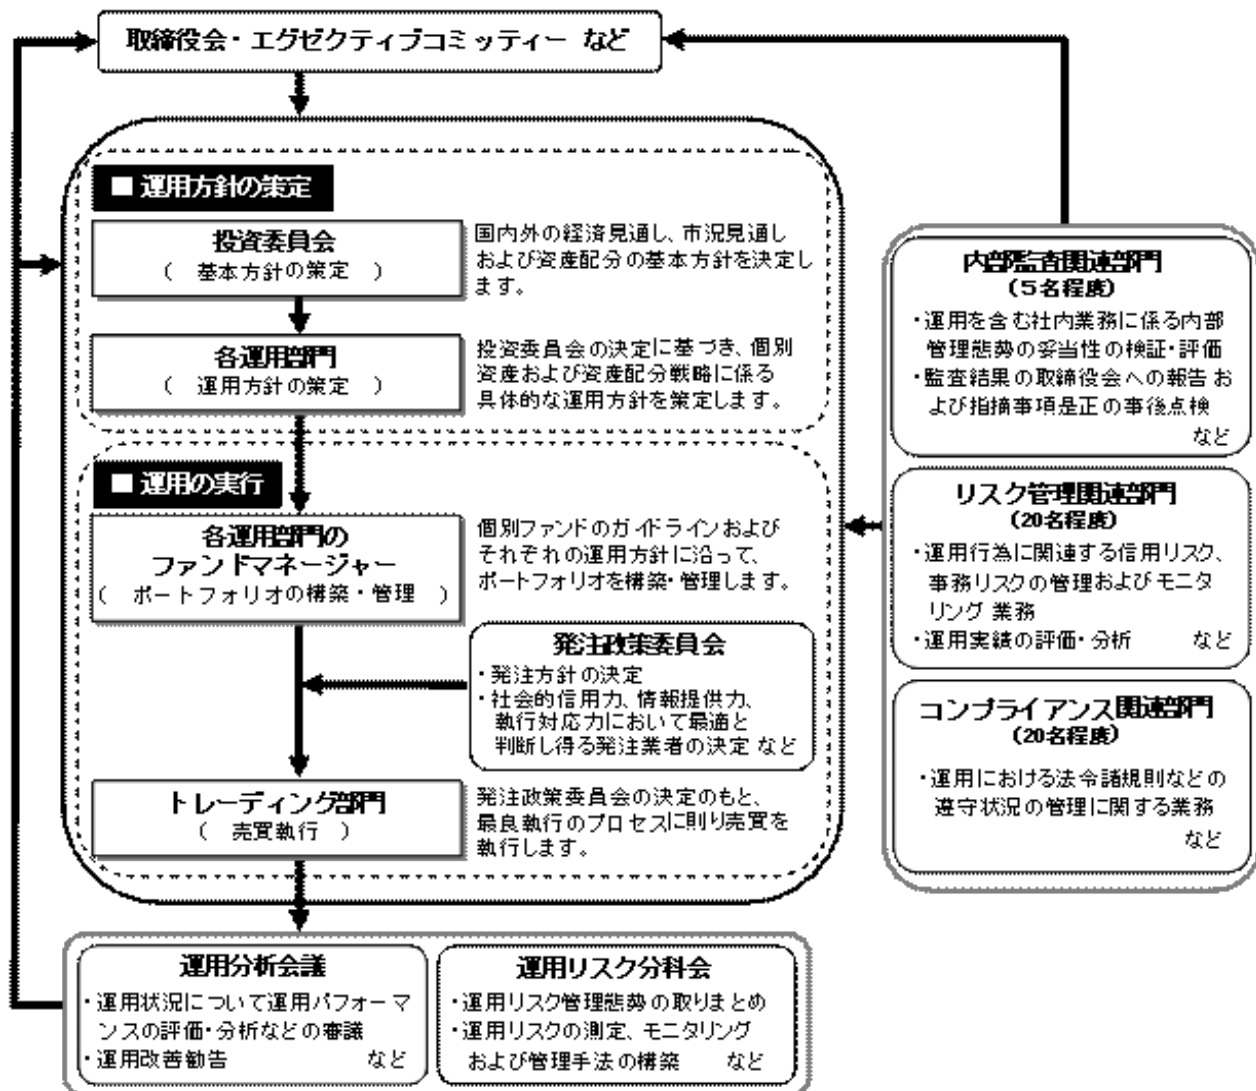 取締役会・エグゼクティブコミッティー など
■ 運用方針の策定
投資委員会
( 基本方針の策定 )
国内外の経済見通し、市況見通し
および資産配分の基本方針を決定し
ます。
各運用部門
( 運用方針の策定 )
投資委員会の決定に基づき、個別
資産および資産配分戦略に係る
具体的な運用方針を策定します。
■ 運用の実行
各運用部門の
ファンドマネージャー
( ポートフォリオの構築・管理 )
個別ファンドのガイドラインおよび
それぞれの運用方針に沿って、
ポートフォリオを構築・管理します。
発注政策委員会
・発注方針の決定
・社会的信用力、情報提供力、
執行対応力において最適と
判断し得る発注業者の決定 など
トレーディング部門
( 売買執行 )
発注政策委員会の決定のもと、
最良執行のプロセスに則り売買を
執行します。
内部監査関連部門
(5名程度)
・運用を含む社内業務に係る内部
管理態勢の妥当性の検証・評価
・監査結果の取締役会への報告 お
よび指摘事項是正の事後点検
など
リスク管理関連部門
(20名程度)
・運用行為に関連する信用リスク、
事務リスクの管理および モニタ
リング 業務
・運用実績の評価・分析 など
コンプライアンス関連部門
(20名程度)
・運用における法令諸規則などの
遵守状況の管理に関する業務
など
運用分析会議
・運用状況について運用パフォーマ
ンスの評価・分析などの審議
・運用改善勧告 など
運用リスク分科会
・運用リスク管理態勢の取りまとめ
・運用リスクの測定、モニタリング
および管理手法の構築 など